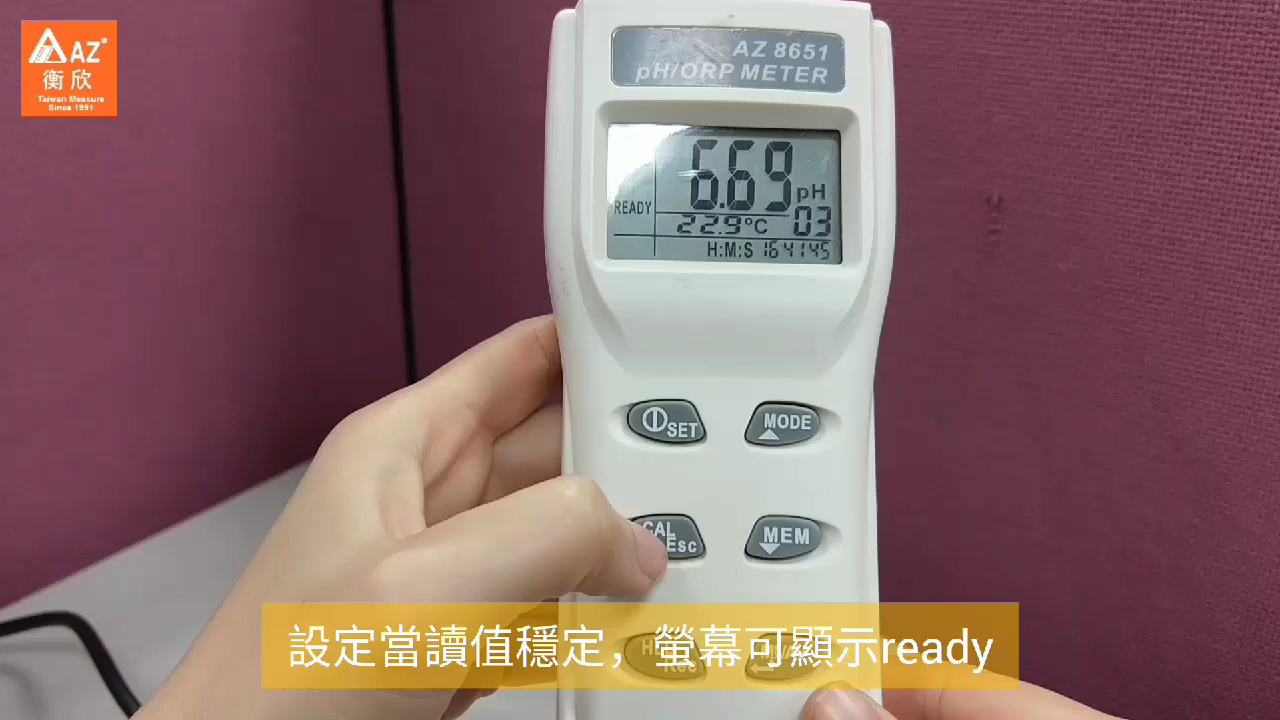 AZ®
衡欣
Taiwan Measure
Since 1991
AZ 8651
pH/ORP METER
6.69 pH
READY
22.9°C 03
H:M:S 164145
SET
MODE
CAL
Esc
MEM
設定當讀值穩定，螢幕可顯示ready